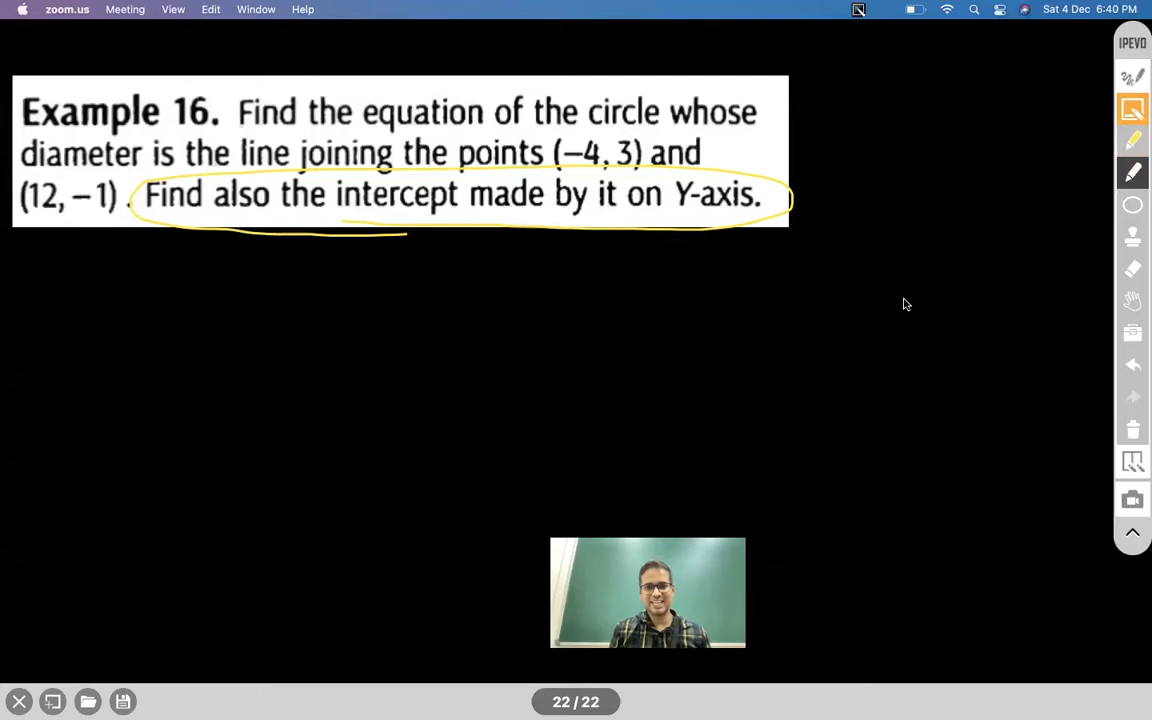 zoom.us Meeting View Edit Window Help Sat 4 Dec 6:40 PM
IPEVO
Example 16. Find the equation of the circle whose
diameter is the line joining the points (−4, 3) and
(12, −1) . Find also the intercept made by it on Y-axis.
22 / 22